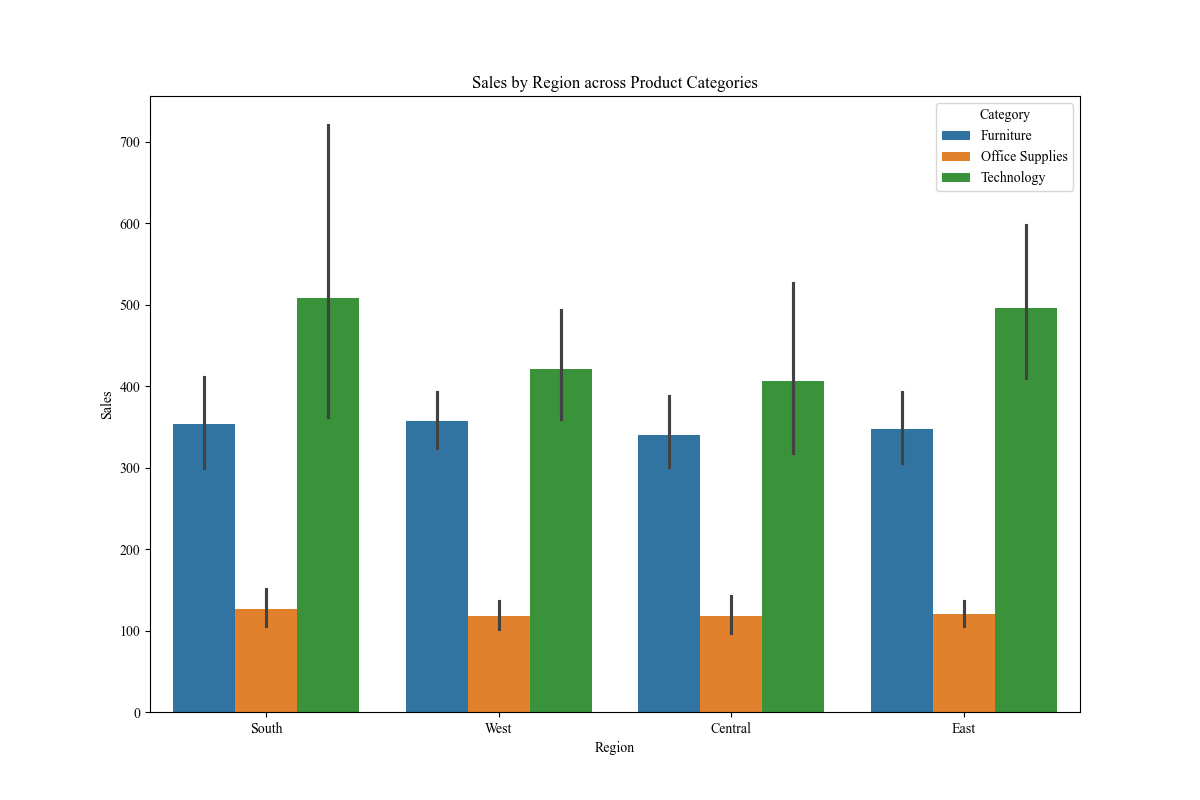 Sales by Region across Product Categories
Category
Furniture
Office Supplies
Technology
Sales
700
600
500
400
300
200
100
0
South
West
Central
East
Region